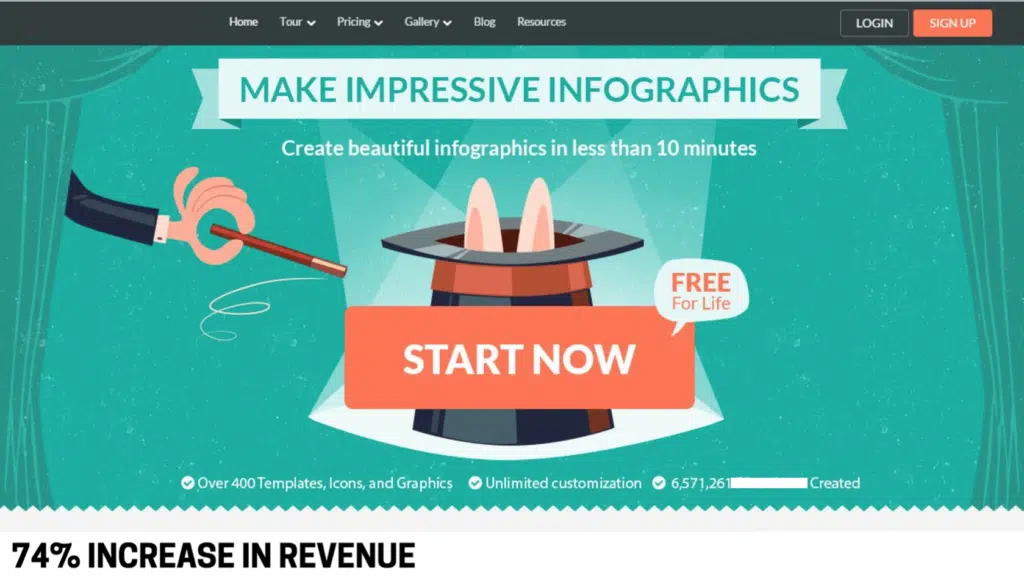 Home Tour Pricing Gallery Blog Resources LOGIN SIGN UP
MAKE IMPRESSIVE INFOGRAPHICS
Create beautiful infographics in less than 10 minutes
FREE
For Life
START NOW
Over 400 Templates, Icons, and Graphics Unlimited customization 6,571,261 Created
74% INCREASE IN REVENUE